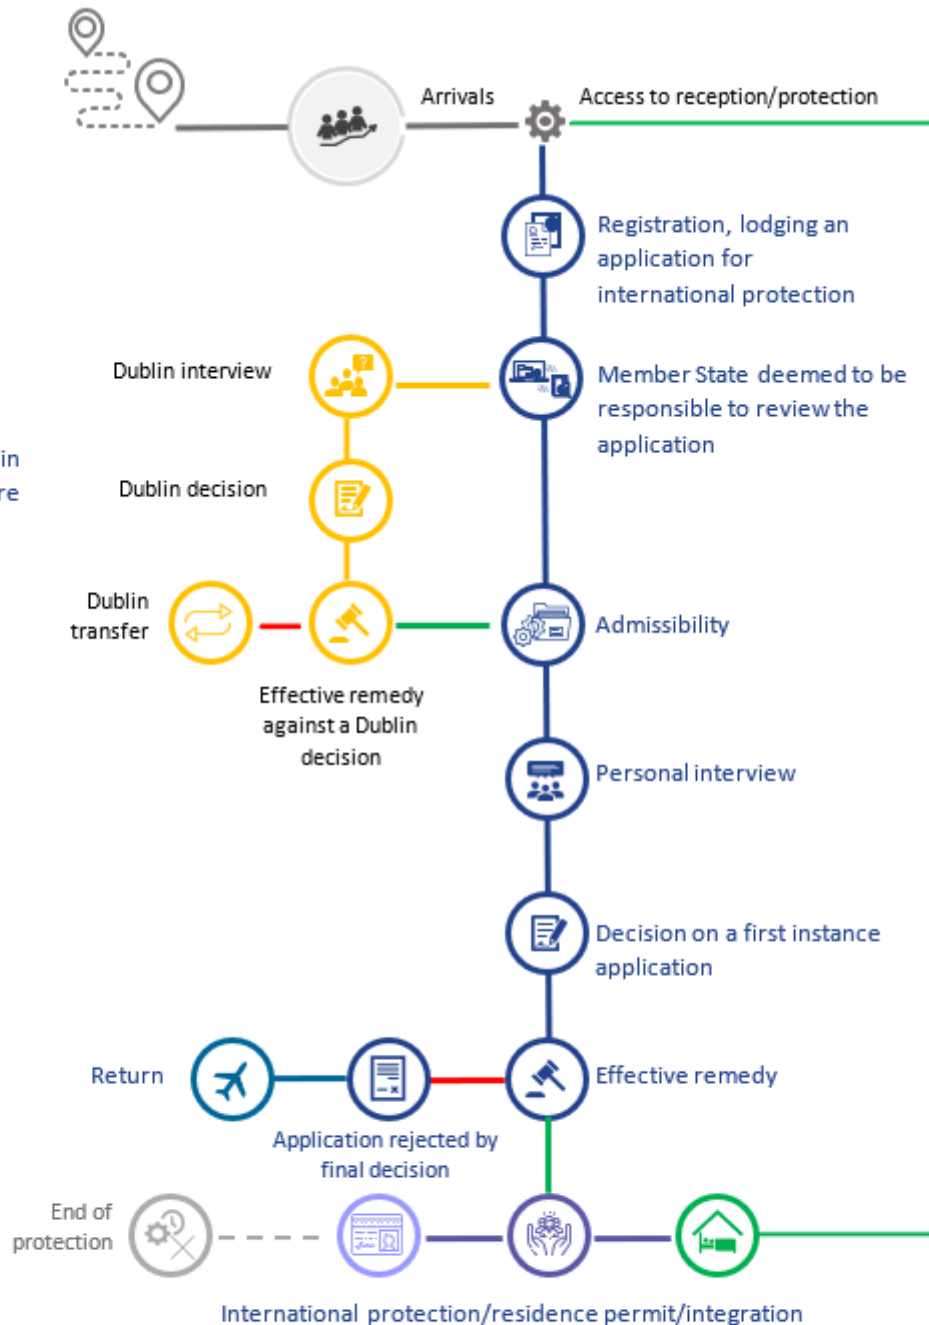 Arrivals
Access to reception/protection
Registration, lodging an
application for
international protection
Dublin interview
?
Member State deemed to be
responsible to review the
application
in
re
Dublin decision
Dublin
transfer
Admissibility
Effective remedy
against a Dublin
decision
Personal interview
Decision on a first instance
application
Return
Effective remedy
Application rejected by
final decision
End of
protection
International protection/residence permit/integration